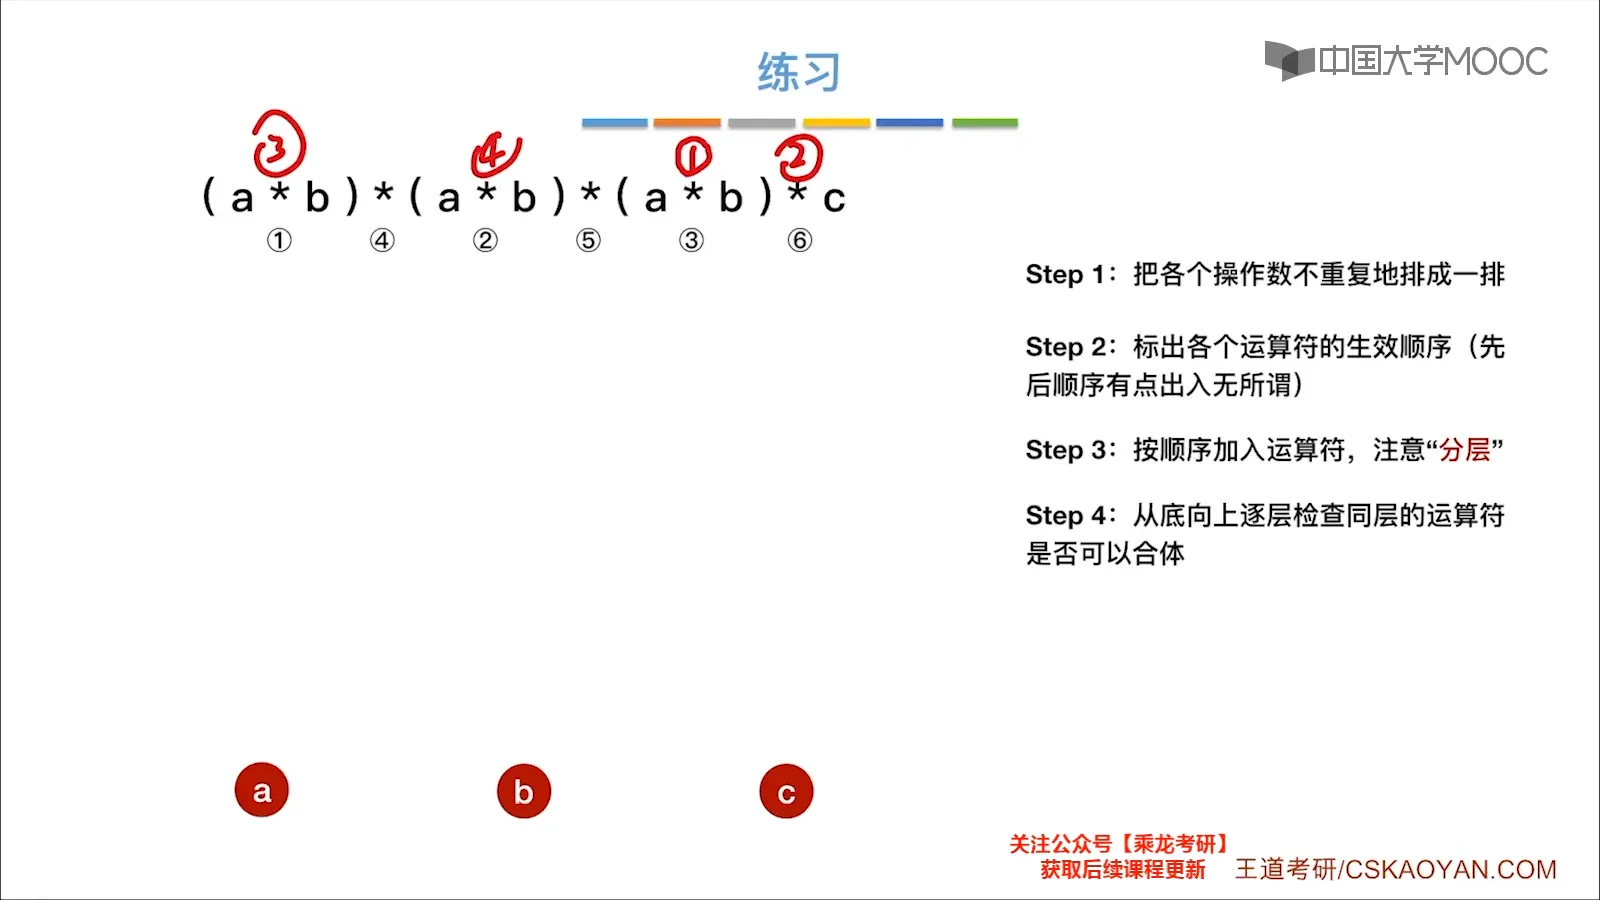 练习
中国大学MOOC
③ ④ ① ②
( a * b ) * ( a * b ) * ( a * b ) * c
① ④ ② ⑤ ③ ⑥
Step 1：把各个操作数不重复地排成一排
Step 2：标出各个运算符的生效顺序（先
后顺序有点出入无所谓）
Step 3：按顺序加入运算符，注意“分层”
Step 4：从底向上逐层检查同层的运算符
是否可以合体
a b c
关注公众号【乘龙考研】
获取后续课程更新
王道考研/CSKAOYAN.COM